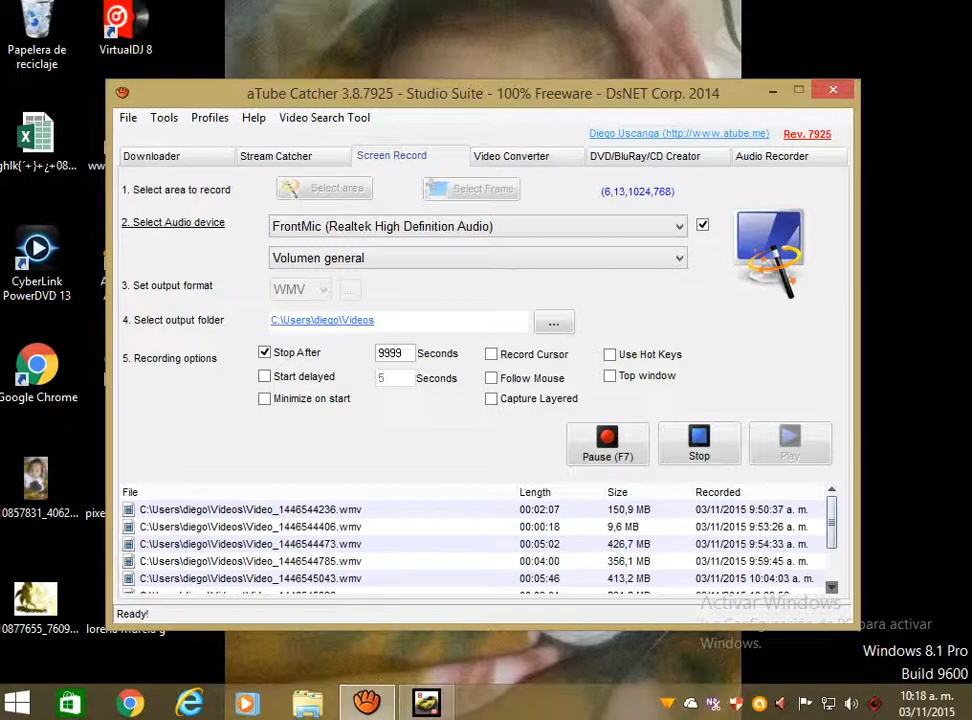 Papelera de
reciclaje
VirtualDJ 8
ghlk{´+}+¿+08...
CyberLink
PowerDVD 13
Google Chrome
10857831_4062...
10877655_7609...
aTube Catcher 3.8.7925 - Studio Suite - 100% Freeware - DsNET Corp. 2014
File Tools Profiles Help Video Search Tool
Diego Uscanga (http://www.atube.me) Rev. 7925
Downloader Stream Catcher Screen Record Video Converter DVD/BluRay/CD Creator Audio Recorder
1. Select area to record Select area Select Frame (6,13,1024,768)
2. Select Audio device FrontMic (Realtek High Definition Audio)
Volumen general
3. Set output format WMV ...
4. Select output folder C:\Users\diego\Videos ...
5. Recording options Stop After 9999 Seconds Record Cursor Use Hot Keys
Start delayed 5 Seconds Follow Mouse Top window
Minimize on start Capture Layered
Pause (F7) Stop Play
File Length Size Recorded
C:\Users\diego\Videos\Video_1446544236.wmv 00:02:07 150,9 MB 03/11/2015 9:50:37 a. m.
C:\Users\diego\Videos\Video_1446544406.wmv 00:00:18 9,6 MB 03/11/2015 9:53:26 a. m.
C:\Users\diego\Videos\Video_1446544473.wmv 00:05:02 426,7 MB 03/11/2015 9:54:33 a. m.
C:\Users\diego\Videos\Video_1446544785.wmv 00:04:00 356,1 MB 03/11/2015 9:59:45 a. m.
C:\Users\diego\Videos\Video_1446545043.wmv 00:05:46 413,2 MB 03/11/2015 10:04:03 a. m.
Ready!
Activar Windows
para activar
Windows.
Windows 8.1 Pro
Build 9600
10:18 a. m.
03/11/2015